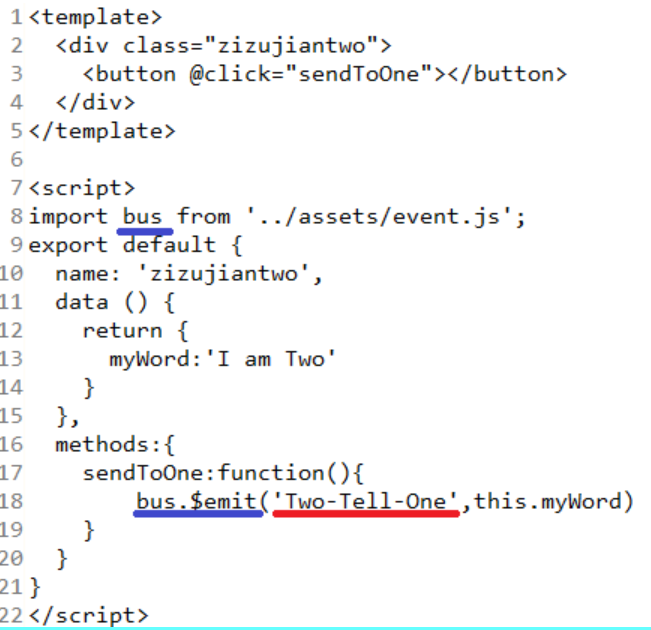 1 <template>
2   <div class="zizujiantwo">
3     <button @click="sendToOne"></button>
4   </div>
5 </template>
6
7 <script>
8 import bus from '../assets/event.js';
9 export default {
10   name: 'zizujiantwo',
11   data () {
12     return {
13       myWord:'I am Two'
14     }
15   },
16   methods:{
17     sendToOne:function(){
18         bus.$emit('Two-Tell-One',this.myWord)
19     }
20   }
21 }
22 </script>